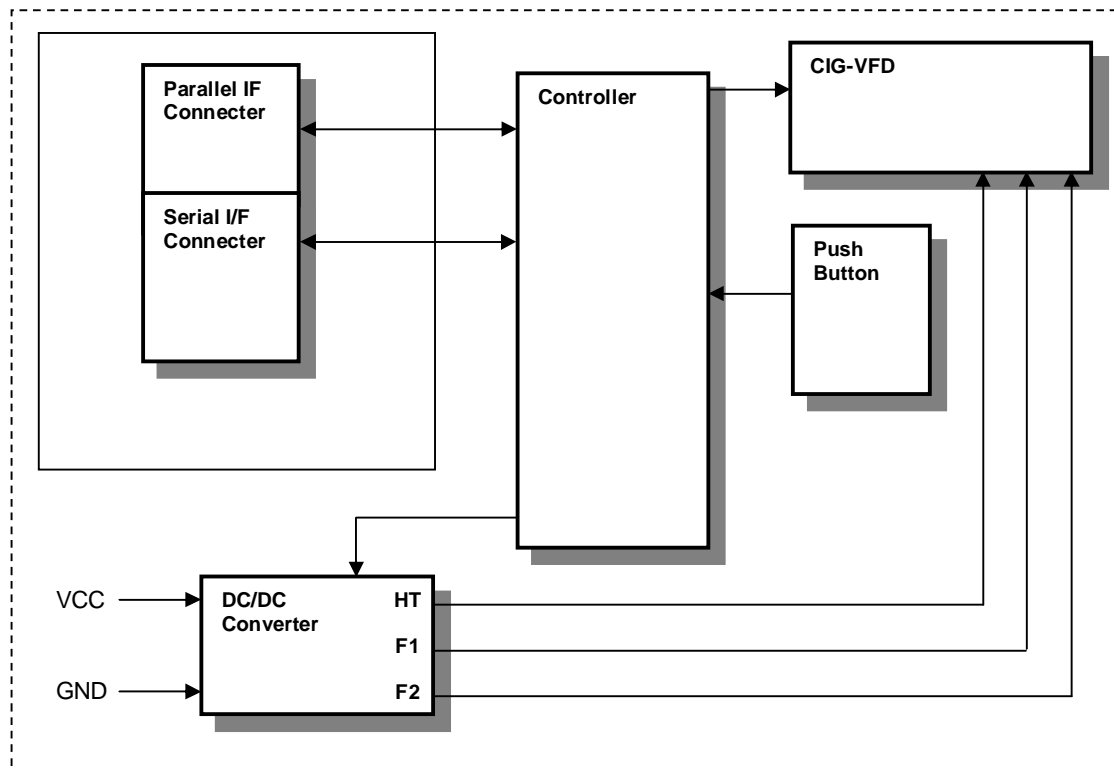 Parallel IF
Connecter
Serial I/F
Connecter
Controller
CIG-VFD
Push
Button
VCC
GND
DC/DC
Converter
HT
F1
F2